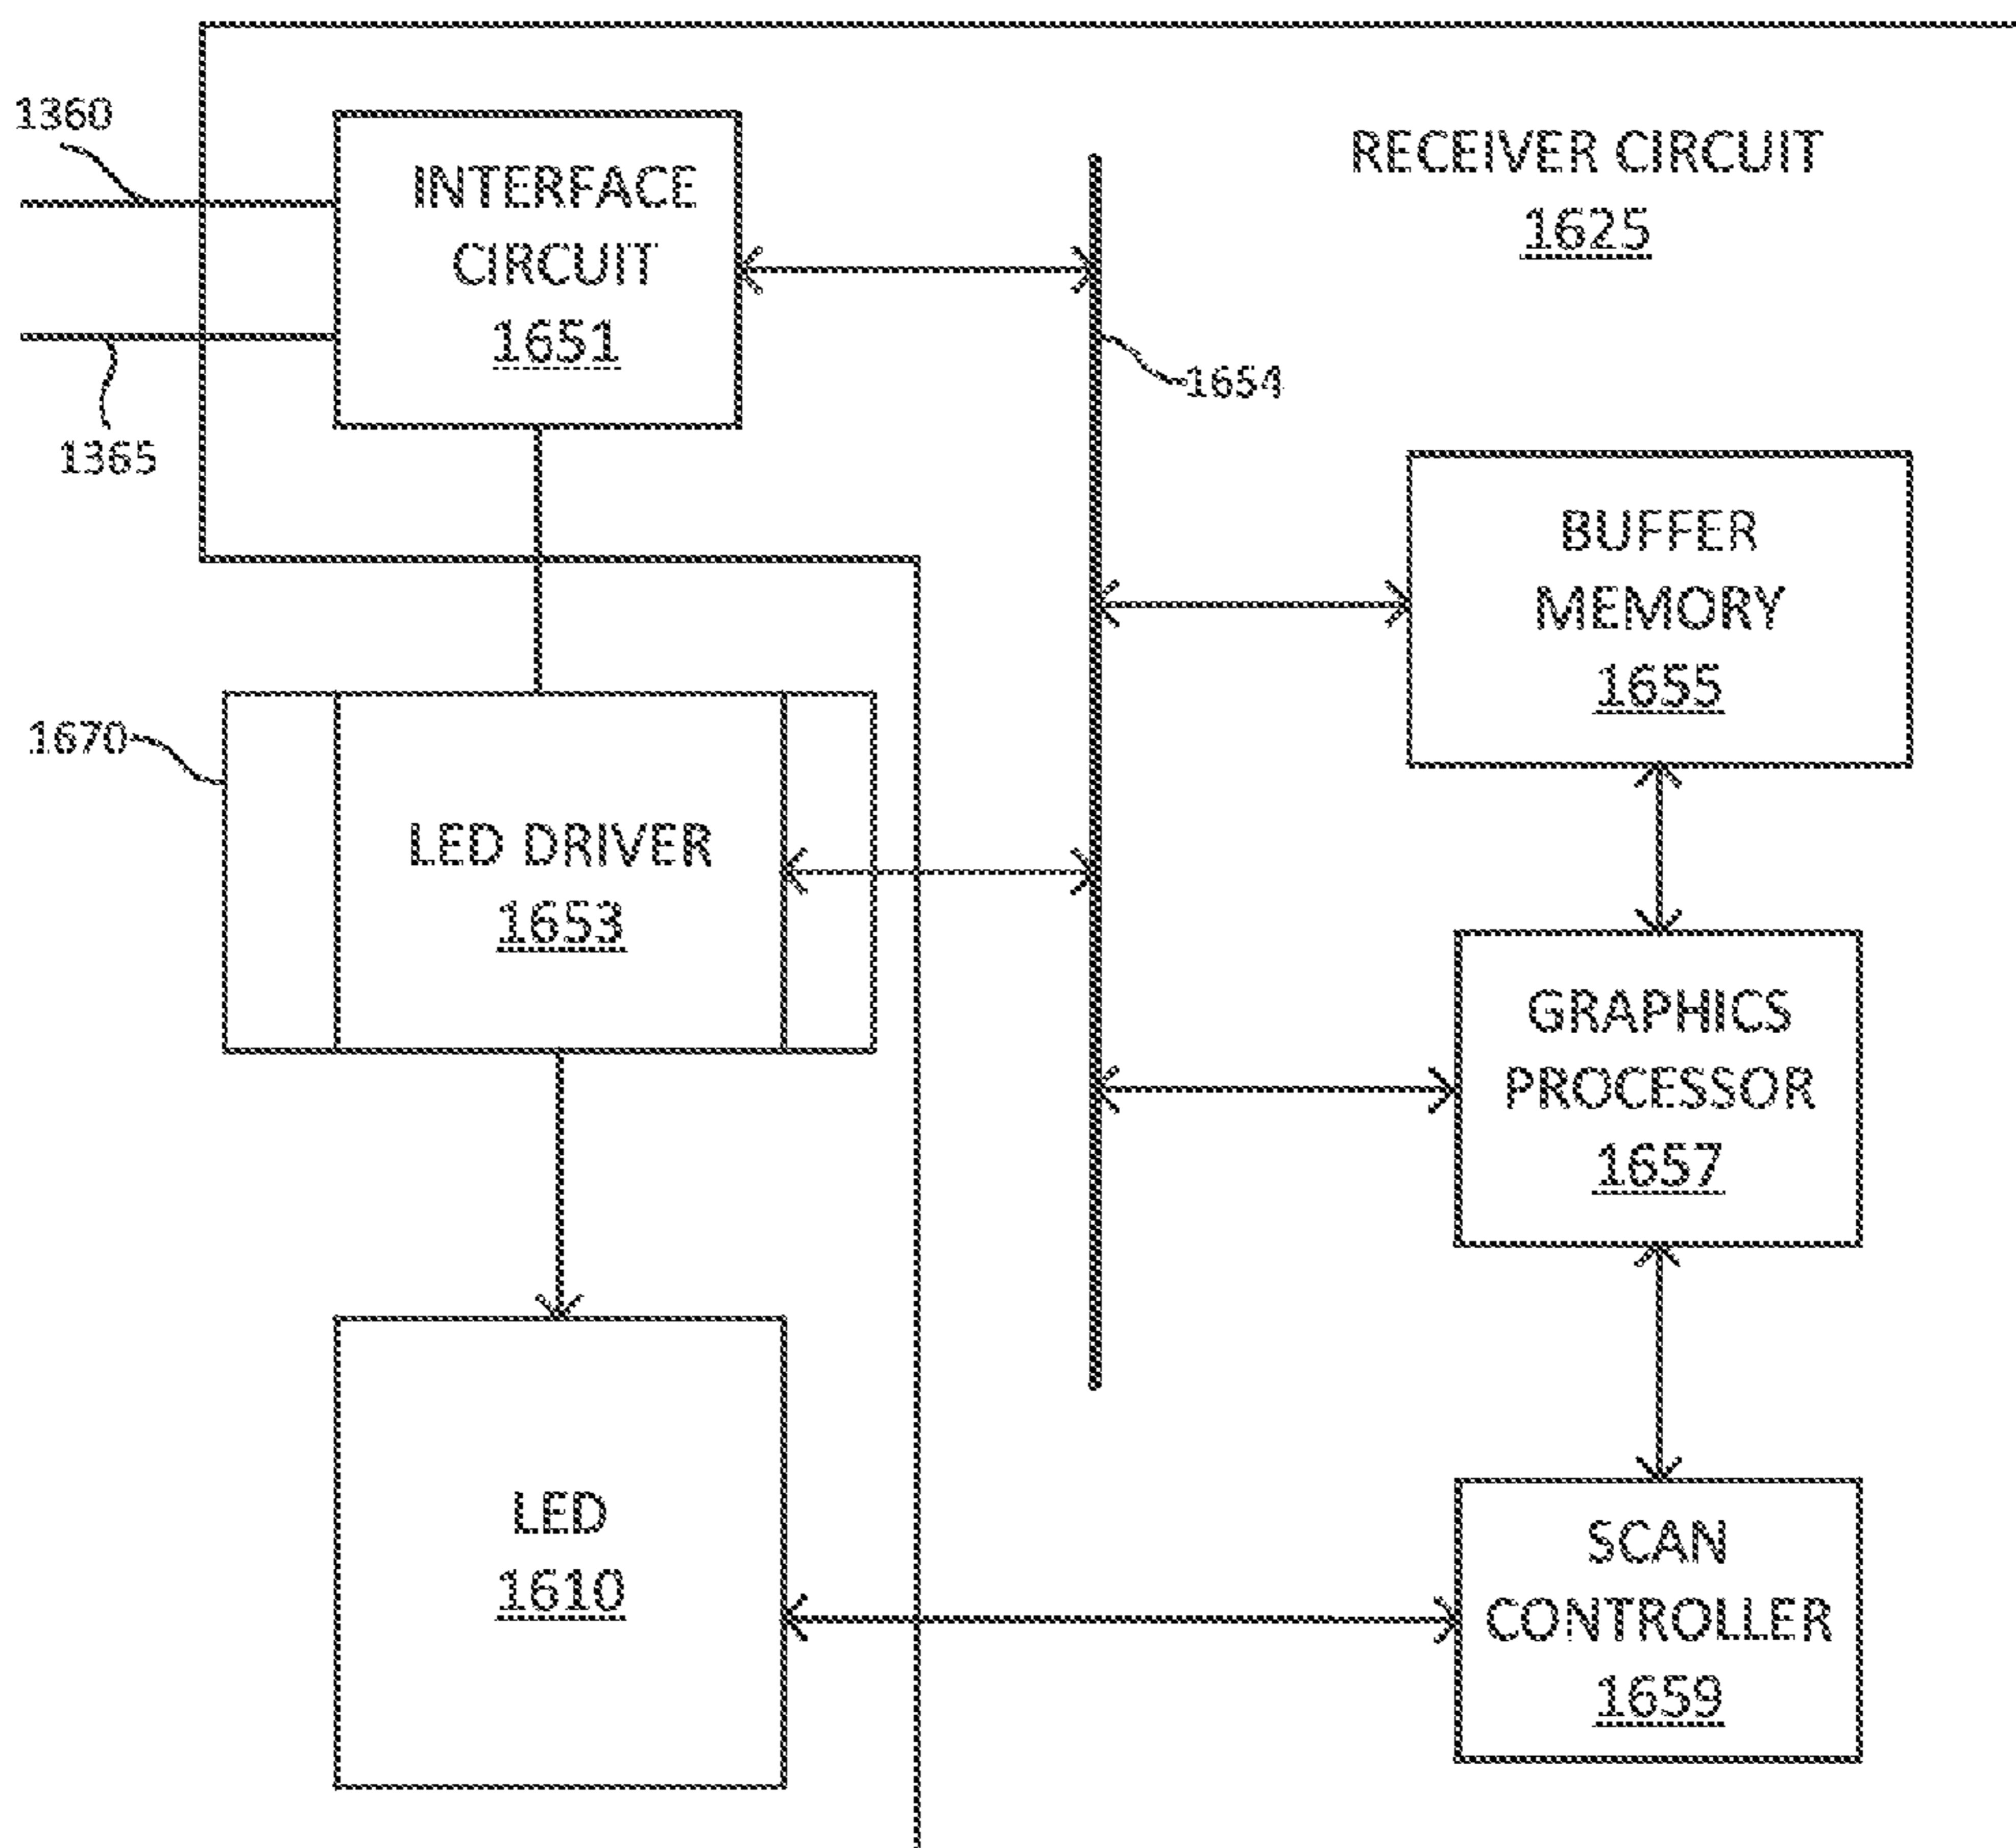 1360
INTERFACE
CIRCUIT
1651
RECEIVER CIRCUIT
1625
1654
1365
BUFFER
MEMORY
1655
1670
LED DRIVER
1653
GRAPHICS
PROCESSOR
1657
LED
1610
SCAN
CONTROLLER
1659